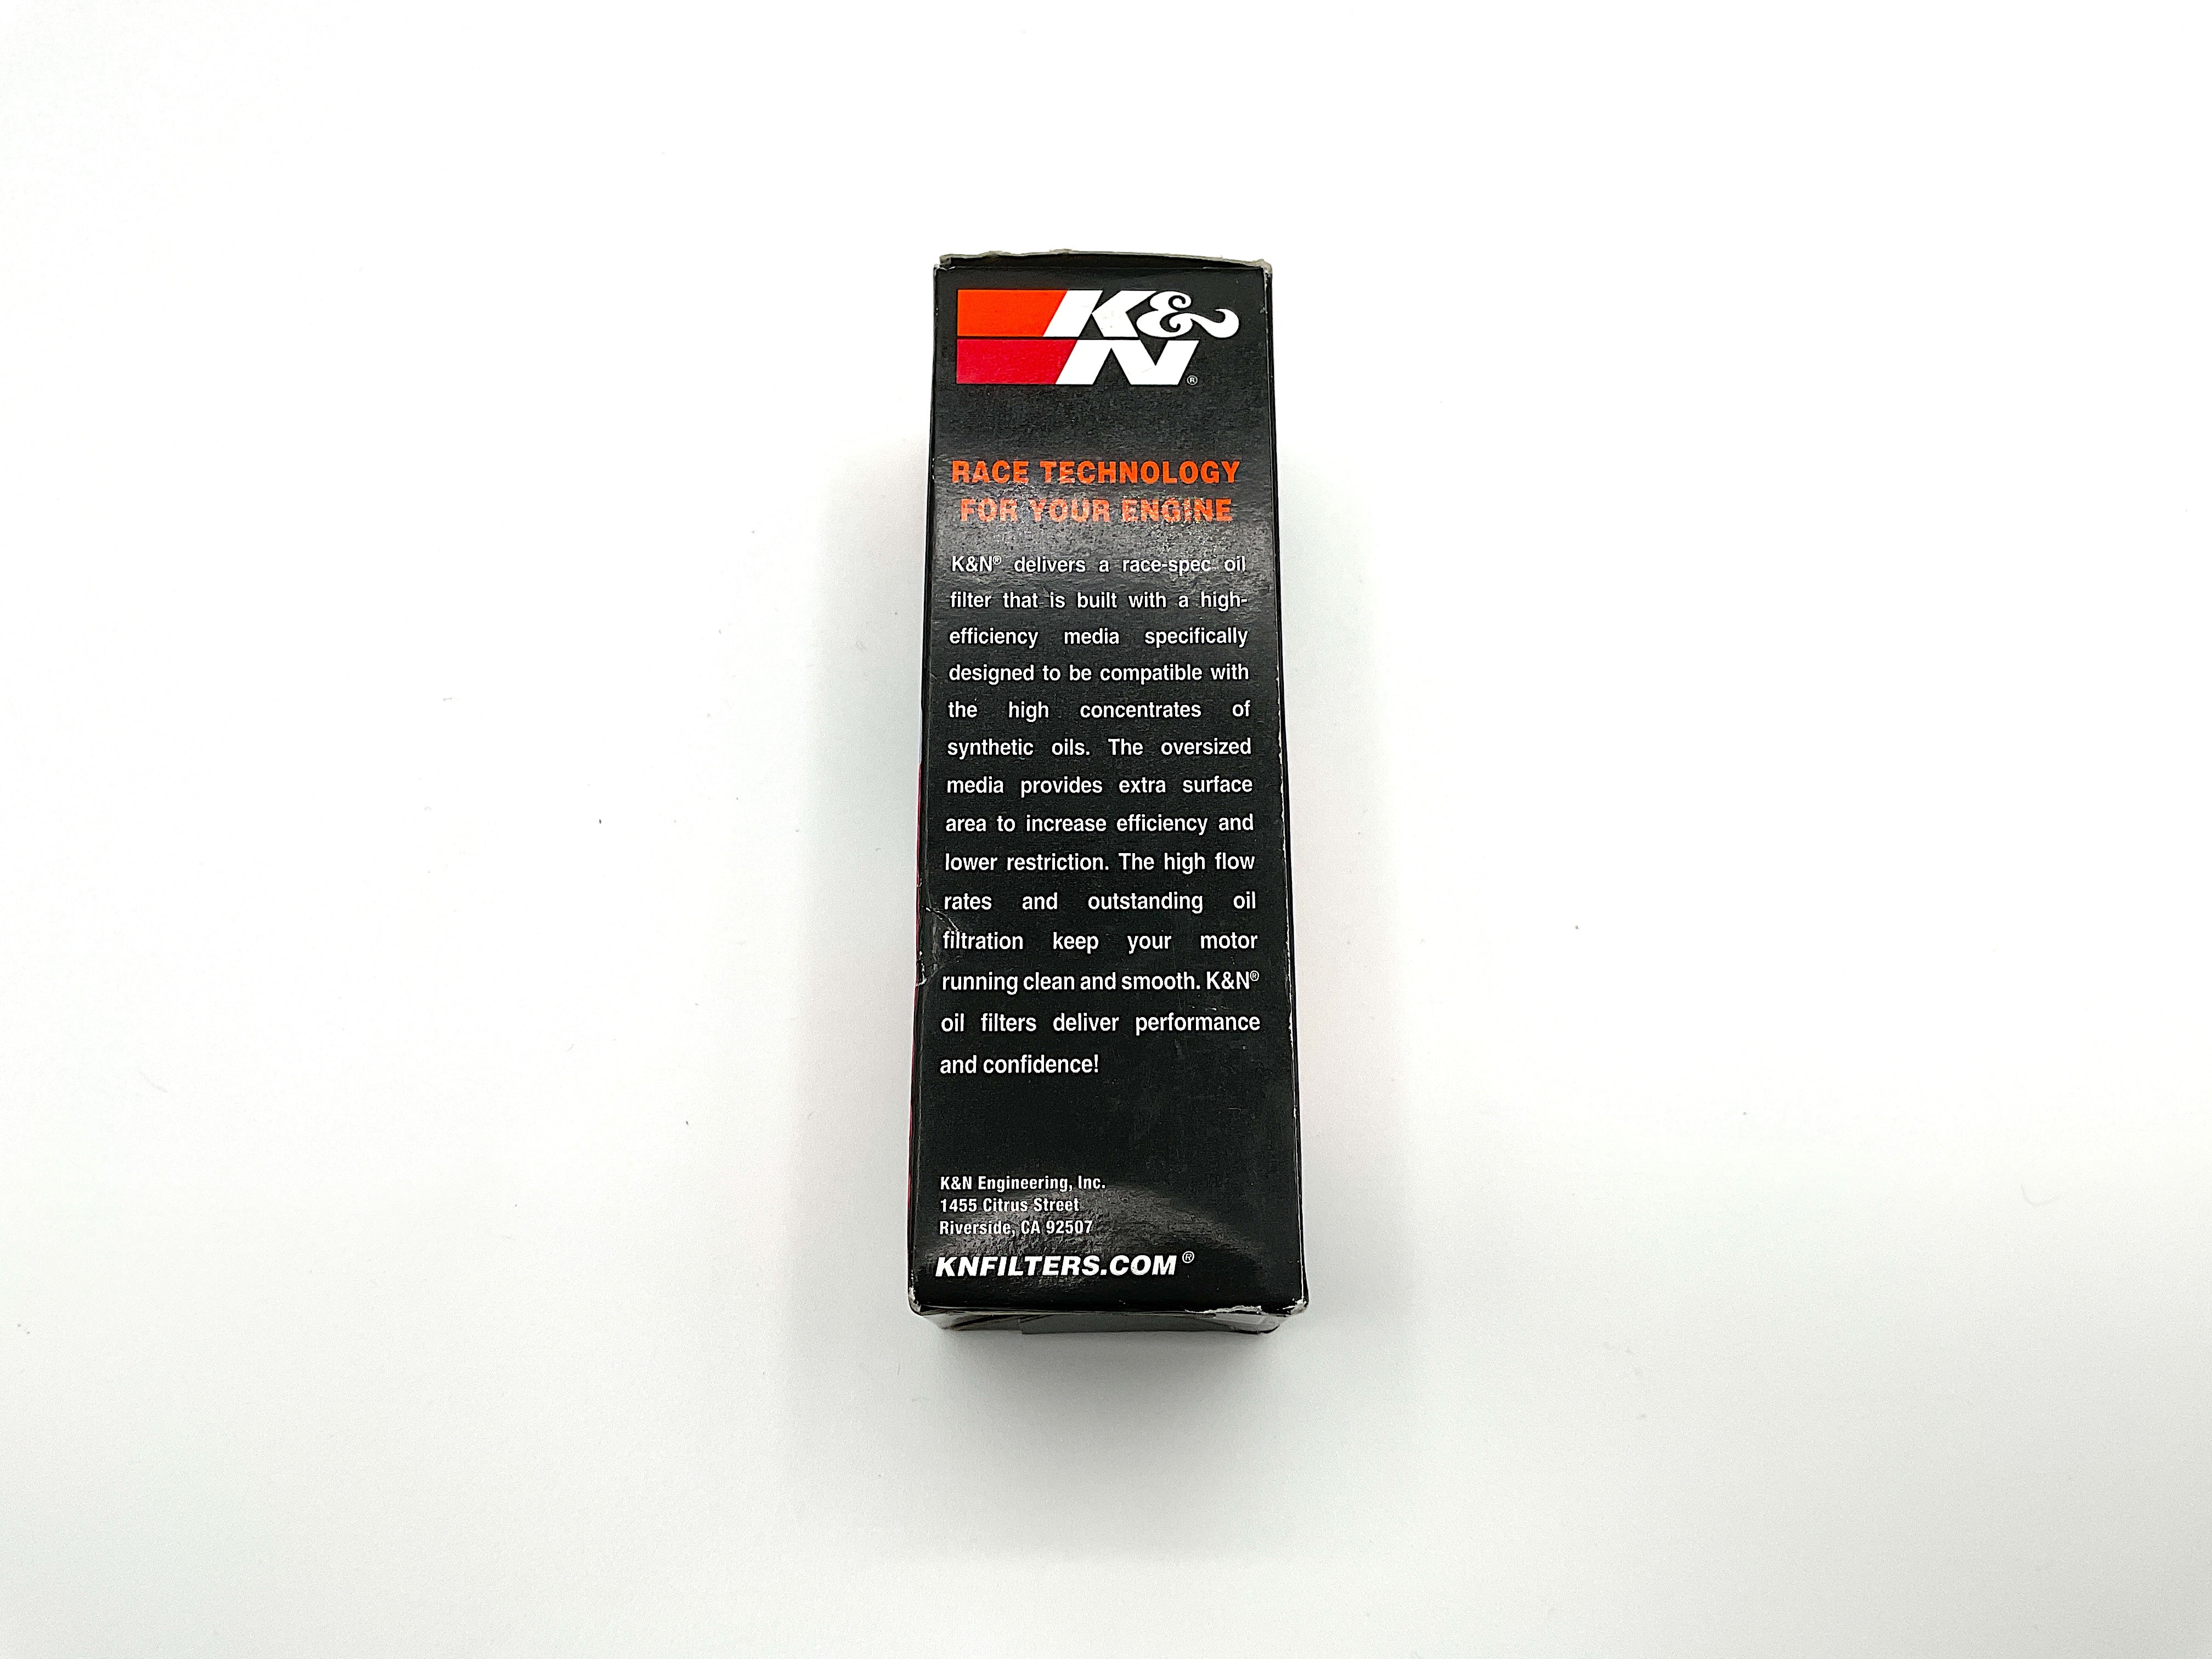 K&
N®
RACE TECHNOLOGY
FOR YOUR ENGINE
K&N® delivers a race-spec oil
filter that is built with a high-
efficiency media specifically
designed to be compatible with
the high concentrates of
synthetic oils. The oversized
media provides extra surface
area to increase efficiency and
lower restriction. The high flow
rates and outstanding oil
filtration keep your motor
running clean and smooth. K&N®
oil filters deliver performance
and confidence!
K&N Engineering, Inc.
1455 Citrus Street
Riverside, CA 92507
KNFILTERS.COM®